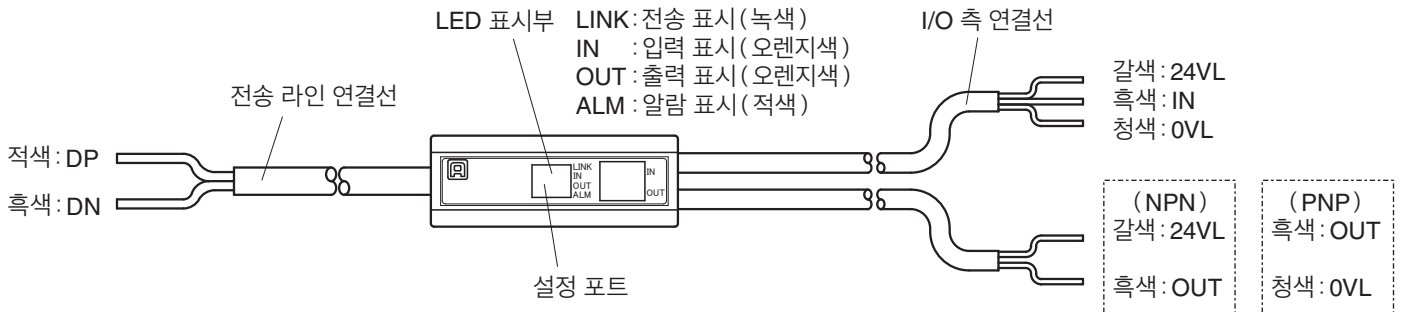 LED 표시부
LINK:전송 표시(녹색)
IN :입력 표시(오렌지색)
OUT:출력 표시(오렌지색)
ALM:알람 표시(적색)
I/O 측 연결선
갈색:24VL
흑색:IN
청색:0VL
전송 라인 연결선
적색:DP
흑색:DN
LINK
IN
OUT
ALM
IN
OUT
설정 포트
(NPN)
갈색:24VL
흑색:OUT
(PNP)
흑색:OUT
청색:0VL